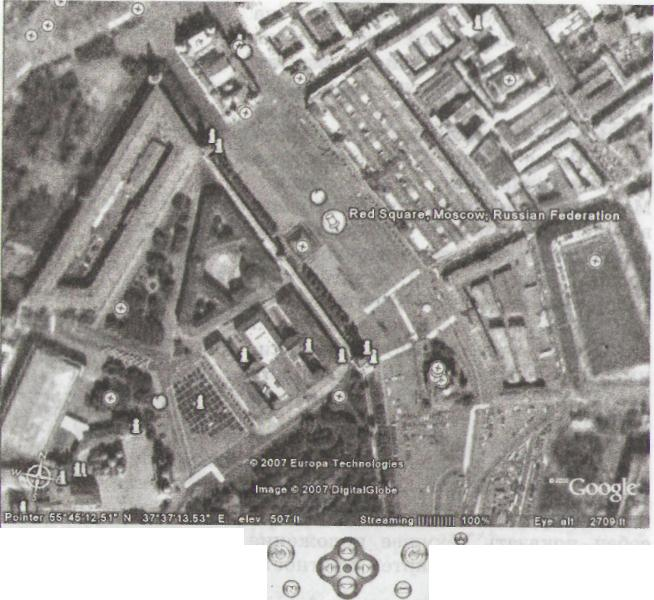 Red Square, Moscow, Russian Federation
© 2007 Europa Technologies
Image © 2007 DigitalGlobe
Google
Pointer 55°45'12.51" N 37°37'13.53" E elev 507 ft Streaming |||||||||| 100% Eye alt 2709 ft